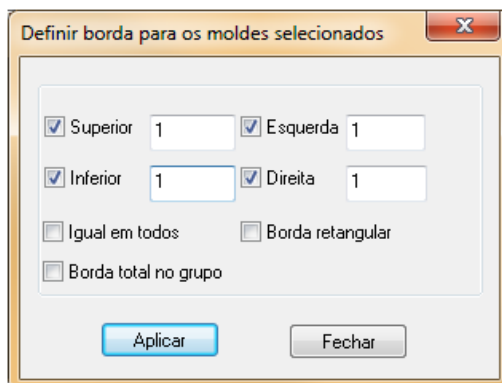 Definir borda para os moldes selecionados
Superior 1 Esquerda 1
Inferior 1 Direita 1
Igual em todos Borda retangular
Borda total no grupo
Aplicar Fechar